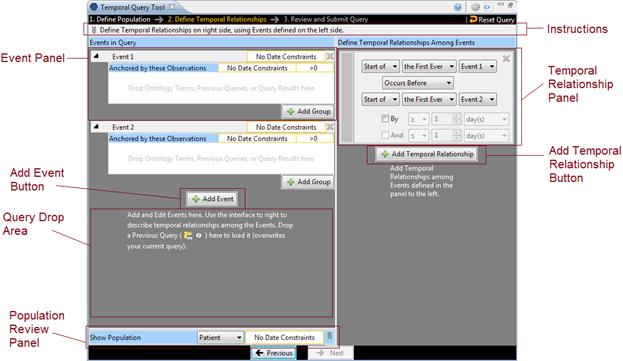 Temporal Query Tool
1. Define Population → 2. Define Temporal Relationships → 3. Review and Submit Query
Reset Query
Define Temporal Relationships on right side, using Events defined on the left side.
Instructions
Events in Query
Define Temporal Relationships Among Events
Event Panel
Event 1
No Date Constraints
Anchored by these Observations
No Date Constraints
>0
Drop Ontology Terms, Previous Queries, or Query Results here
Add Group
Start of
the First Ever
Event 1
Occurs Before
Start of
the First Ever
Event 2
By
≥
1
day(s)
And
≤
1
day(s)
Temporal
Relationship
Panel
Event 2
No Date Constraints
Anchored by these Observations
No Date Constraints
>0
Drop Ontology Terms, Previous Queries, or Query Results here
Add Group
Add Temporal Relationship
Add Temporal
Relationships among
Events defined in the
panel to the left.
Add Temporal
Relationship
Button
Add Event
Button
Add Event
Query Drop
Area
Add and Edit Events here. Use the interface to right to
describe temporal relatonshps among the Events. Drop
a Previous Query ( ) here to load it (overwrites
your current query).
Population
Review
Panel
Show Population
Patient
No Date Constraints
Previous
Next